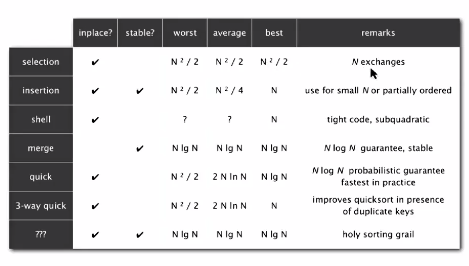 inplace? stable? worst average best remarks
selection ✔ N ² / 2 N ² / 2 N ² / 2 N exchanges
insertion ✔ ✔ N ² / 2 N ² / 4 N use for small N or partially ordered
shell ✔ ? ? N tight code, subquadratic
merge ✔ N lg N N lg N N lg N N log N guarantee, stable
quick ✔ N ² / 2 2 N ln N N lg N N log N probabilistic guarantee
fastest in practice
3-way quick ✔ N ² / 2 2 N ln N N improves quicksort in presence
of duplicate keys
??? ✔ ✔ N lg N N lg N N lg N holy sorting grail